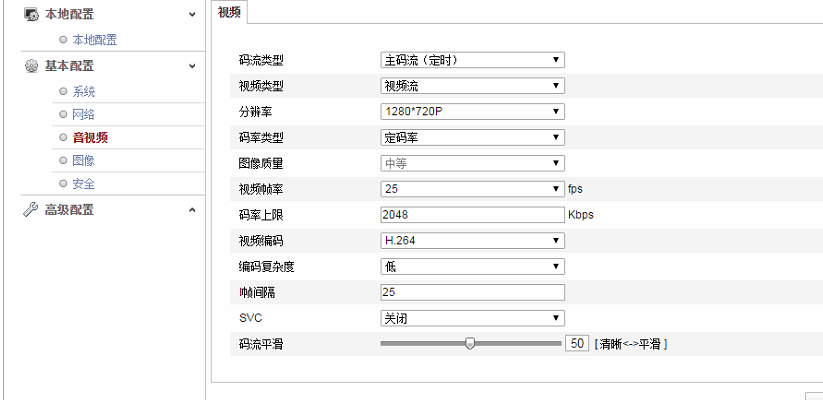 本地配置
本地配置
基本配置
系统
网络
音视频
图像
安全
高级配置
视频
码流类型 主码流（定时）
视频类型 视频流
分辨率 1280*720P
码率类型 定码率
图像质量 中等
视频帧率 25 fps
码率上限 2048 Kbps
视频编码 H.264
编码复杂度 低
I帧间隔 25
SVC 关闭
码流平滑 50 [ 清晰<->平滑 ]